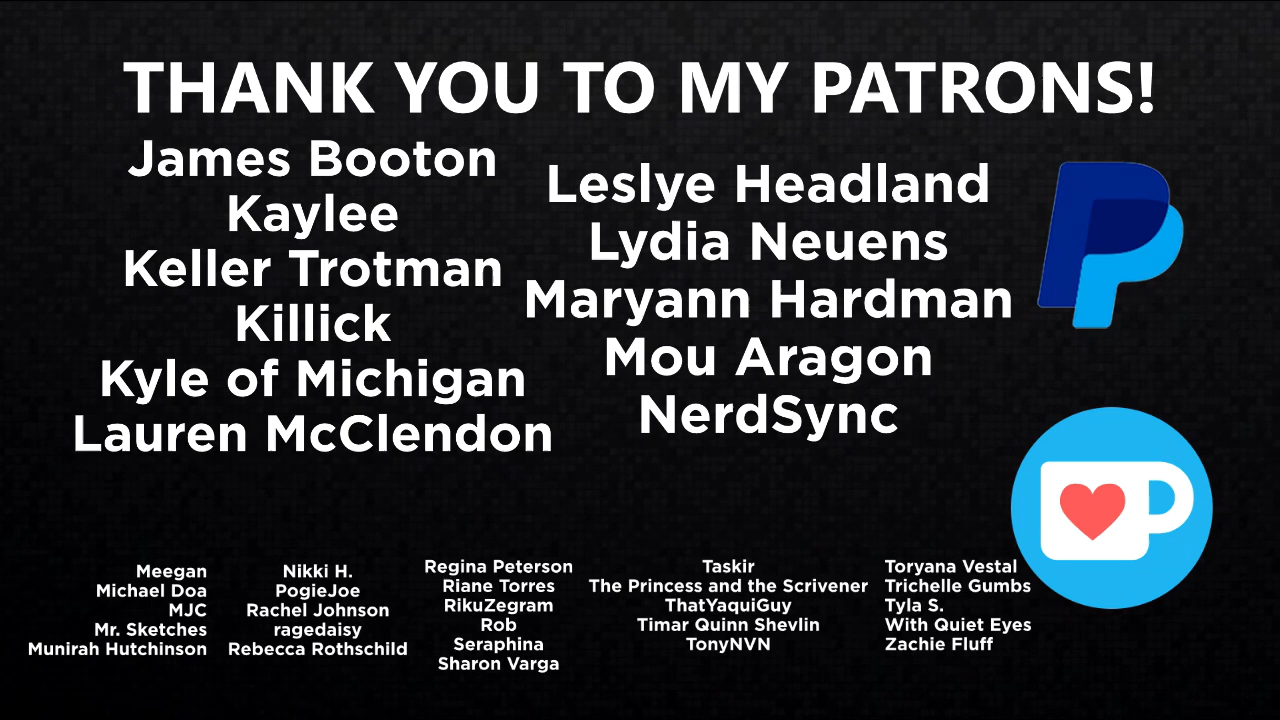 THANK YOU TO MY PATRONS!
James Booton
Kaylee
Keller Trotman
Killick
Kyle of Michigan
Lauren McClendon
Leslye Headland
Lydia Neuens
Maryann Hardman
Mou Aragon
NerdSync
Meegan
Michael Doa
MJC
Mr. Sketches
Munirah Hutchinson
Nikki H.
PogieJoe
Rachel Johnson
ragedaisy
Rebecca Rothschild
Regina Peterson
Riane Torres
RikuZegram
Rob
Seraphina
Sharon Varga
Taskir
The Princess and the Scrivener
ThatYaquiGuy
Timar Quinn Shevlin
TonyNVN
Toryana Vestal
Trichelle Gumbs
Tyla S.
With Quiet Eyes
Zachie Fluff